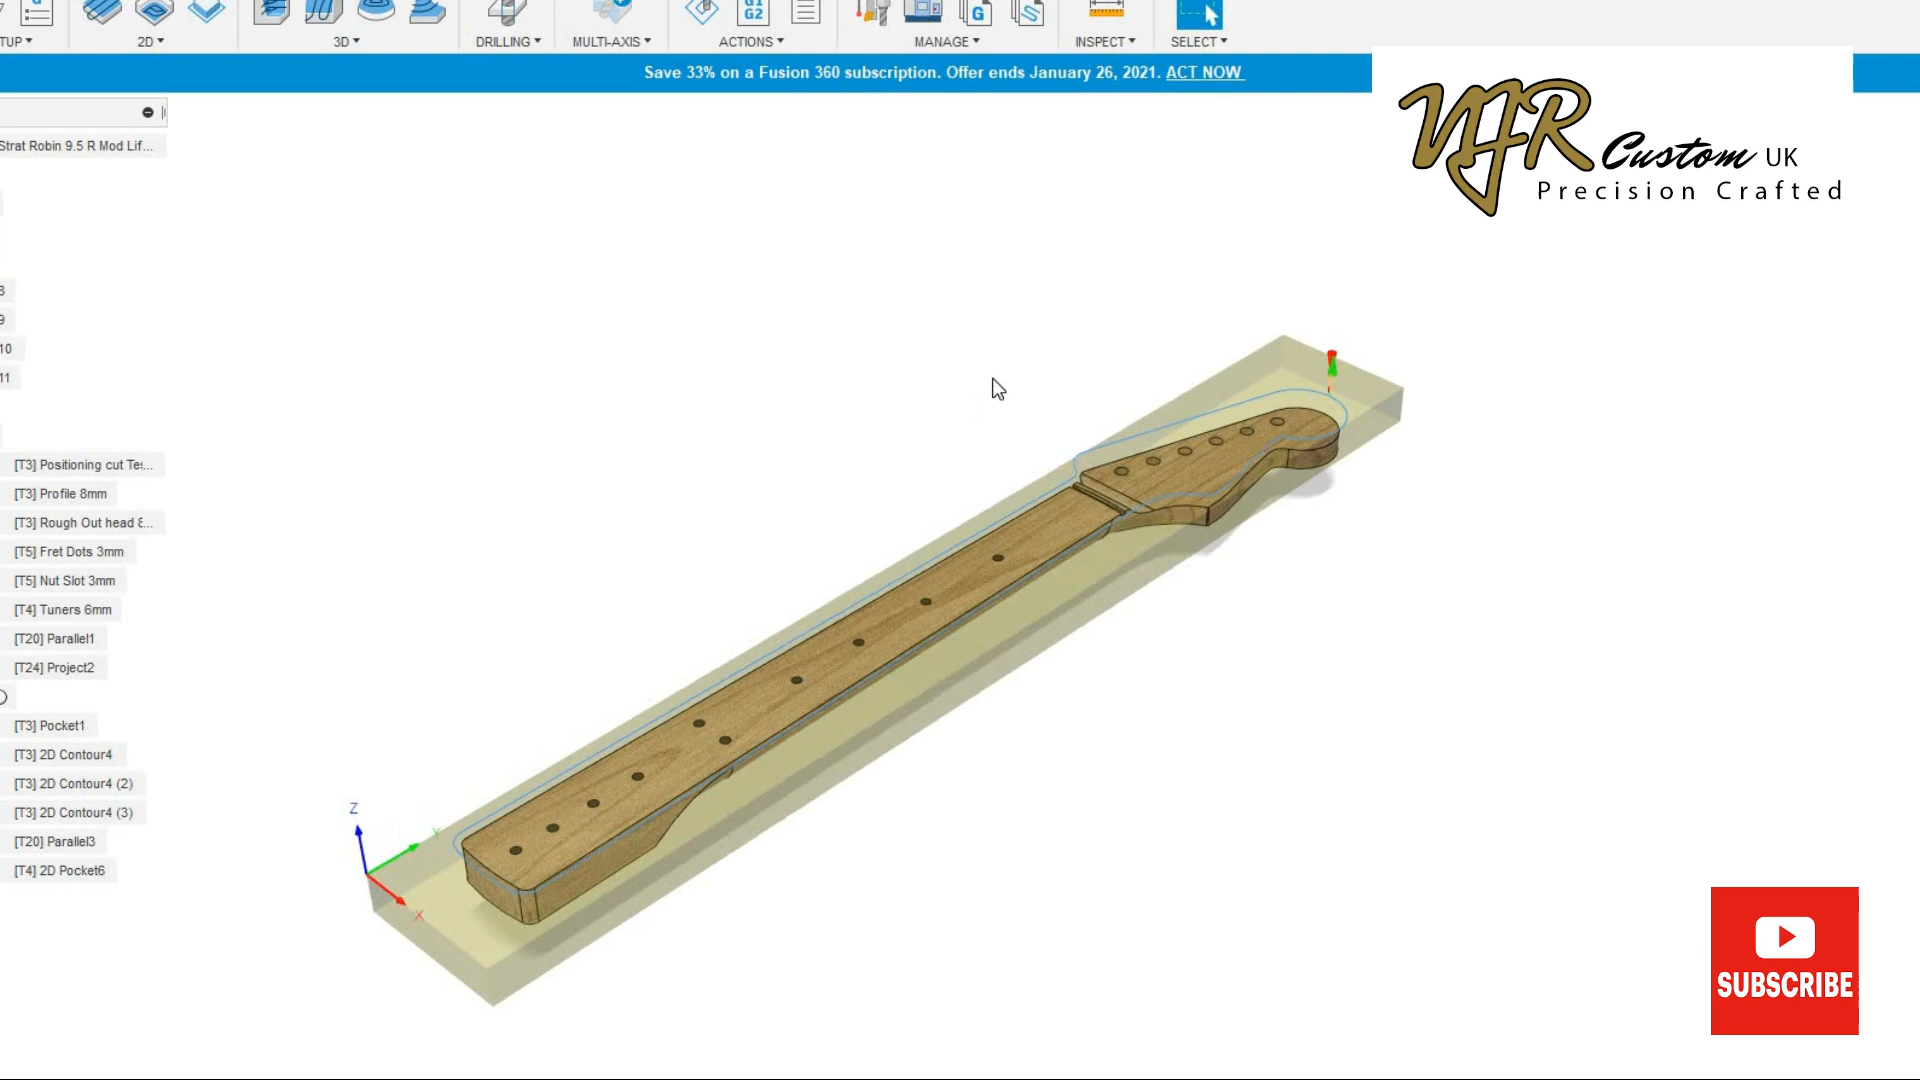 TUP
2D
3D
DRILLING
MULTI-AXIS
ACTIONS
MANAGE
INSPECT
SELECT
G1
G2
G
Save 33% on a Fusion 360 subscription. Offer ends January 26, 2021. ACT NOW
NJR Custom UK
Precision Crafted
Strat Robin 9.5 R Mod Lif...
8
9
10
11
[T3] Positioning cut Te...
[T3] Profile 8mm
[T3] Rough Out head 8...
[T5] Fret Dots 3mm
[T5] Nut Slot 3mm
[T4] Tuners 6mm
[T20] Parallel1
[T24] Project2
[T3] Pocket1
[T3] 2D Contour4
[T3] 2D Contour4 (2)
[T3] 2D Contour4 (3)
[T20] Parallel3
[T4] 2D Pocket6
Z
Y
X
SUBSCRIBE